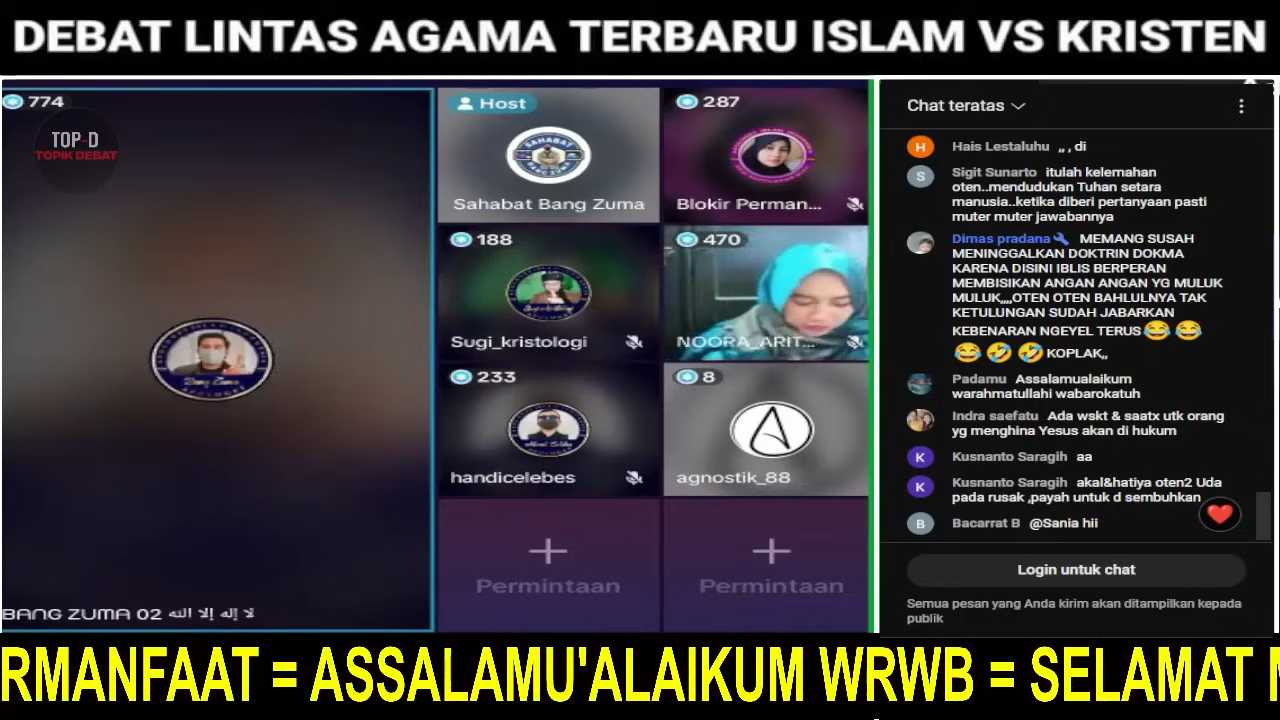 DEBAT LINTAS AGAMA TERBARU ISLAM VS KRISTEN
774
TOP-D
TOPIK DEBAT
BANG ZUMA 02 لا إله إلا الله
Host
SAHABAT
BANG ZUMA
Sahabat Bang Zuma
287
Blokir Perman...
188
Sugi_kristologi
470
NOORA_ARIT...
233
handicelebes
8
agnostik_88
Permintaan
Permintaan
Bang Zuma
Chat teratas
H Hais Lestaluhu ,, , di
S Sigit Sunarto itulah kelemahan
oten..mendudukan Tuhan setara
manusia..ketika diberi pertanyaan pasti
muter muter jawabannya
Dimas pradana MEMANG SUSAH
MENINGGALKAN DOKTRIN DOKMA
KARENA DISINI IBLIS BERPERAN
MEMBISIKAN ANGAN ANGAN YG MULUK
MULUK,,,,OTEN OTEN BAHLULNYA TAK
KETULUNGAN SUDAH JABARKAN
KEBENARAN NGEYEL TERUS😂😂
😂🤣🤣KOPLAK,,
Padamu Assalamualaikum
warahmatullahi wabarokatuh
Indra saefatu Ada wskt & saatx utk orang
yg menghina Yesus akan di hukum
K Kusnanto Saragih aa
K Kusnanto Saragih akal&hatiya oten2 Uda
pada rusak ,payah untuk d sembuhkan
B Bacarrat B @Sania hii
Login untuk chat
Semua pesan yang Anda kirim akan ditampilkan kepada
publik
RMANFAAT = ASSALAMU'ALAIKUM WRWB = SELAMAT